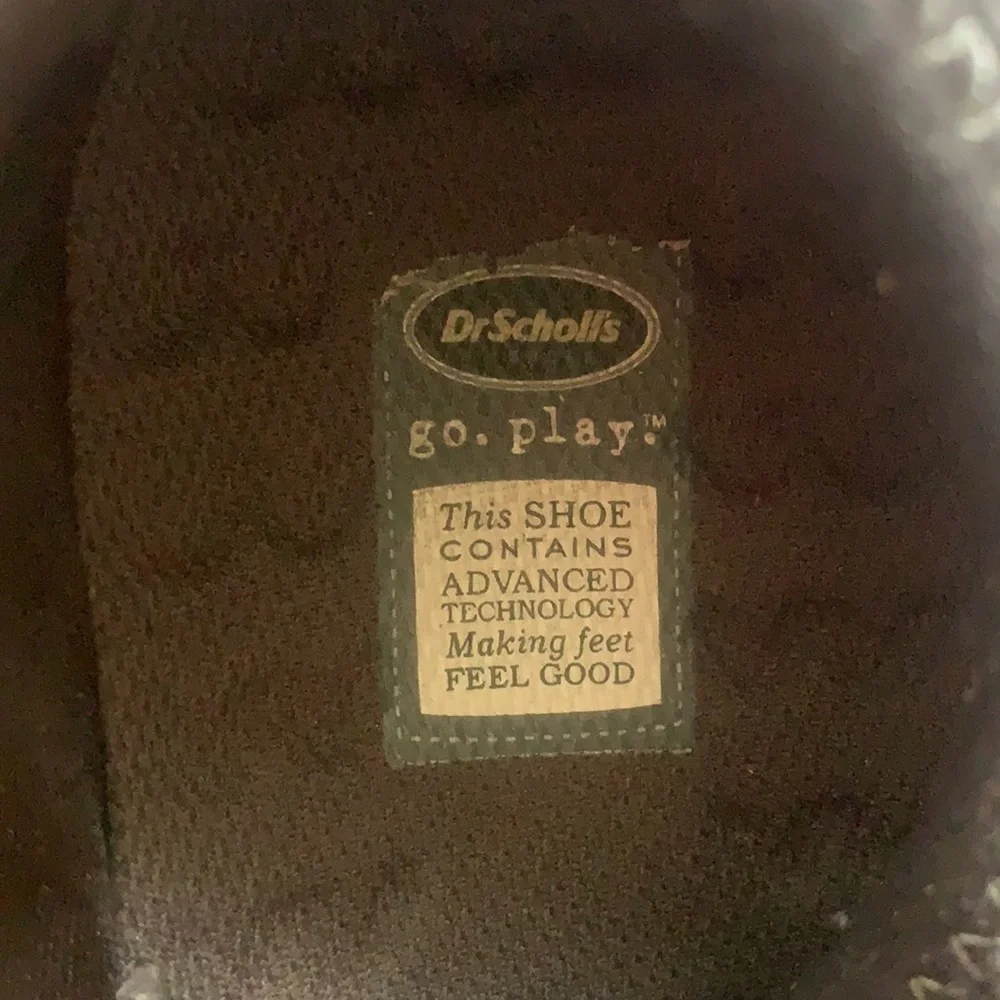 DrScholl's
go. play.™
This SHOE
CONTAINS
ADVANCED
TECHNOLOGY
Making feet
FEEL GOOD